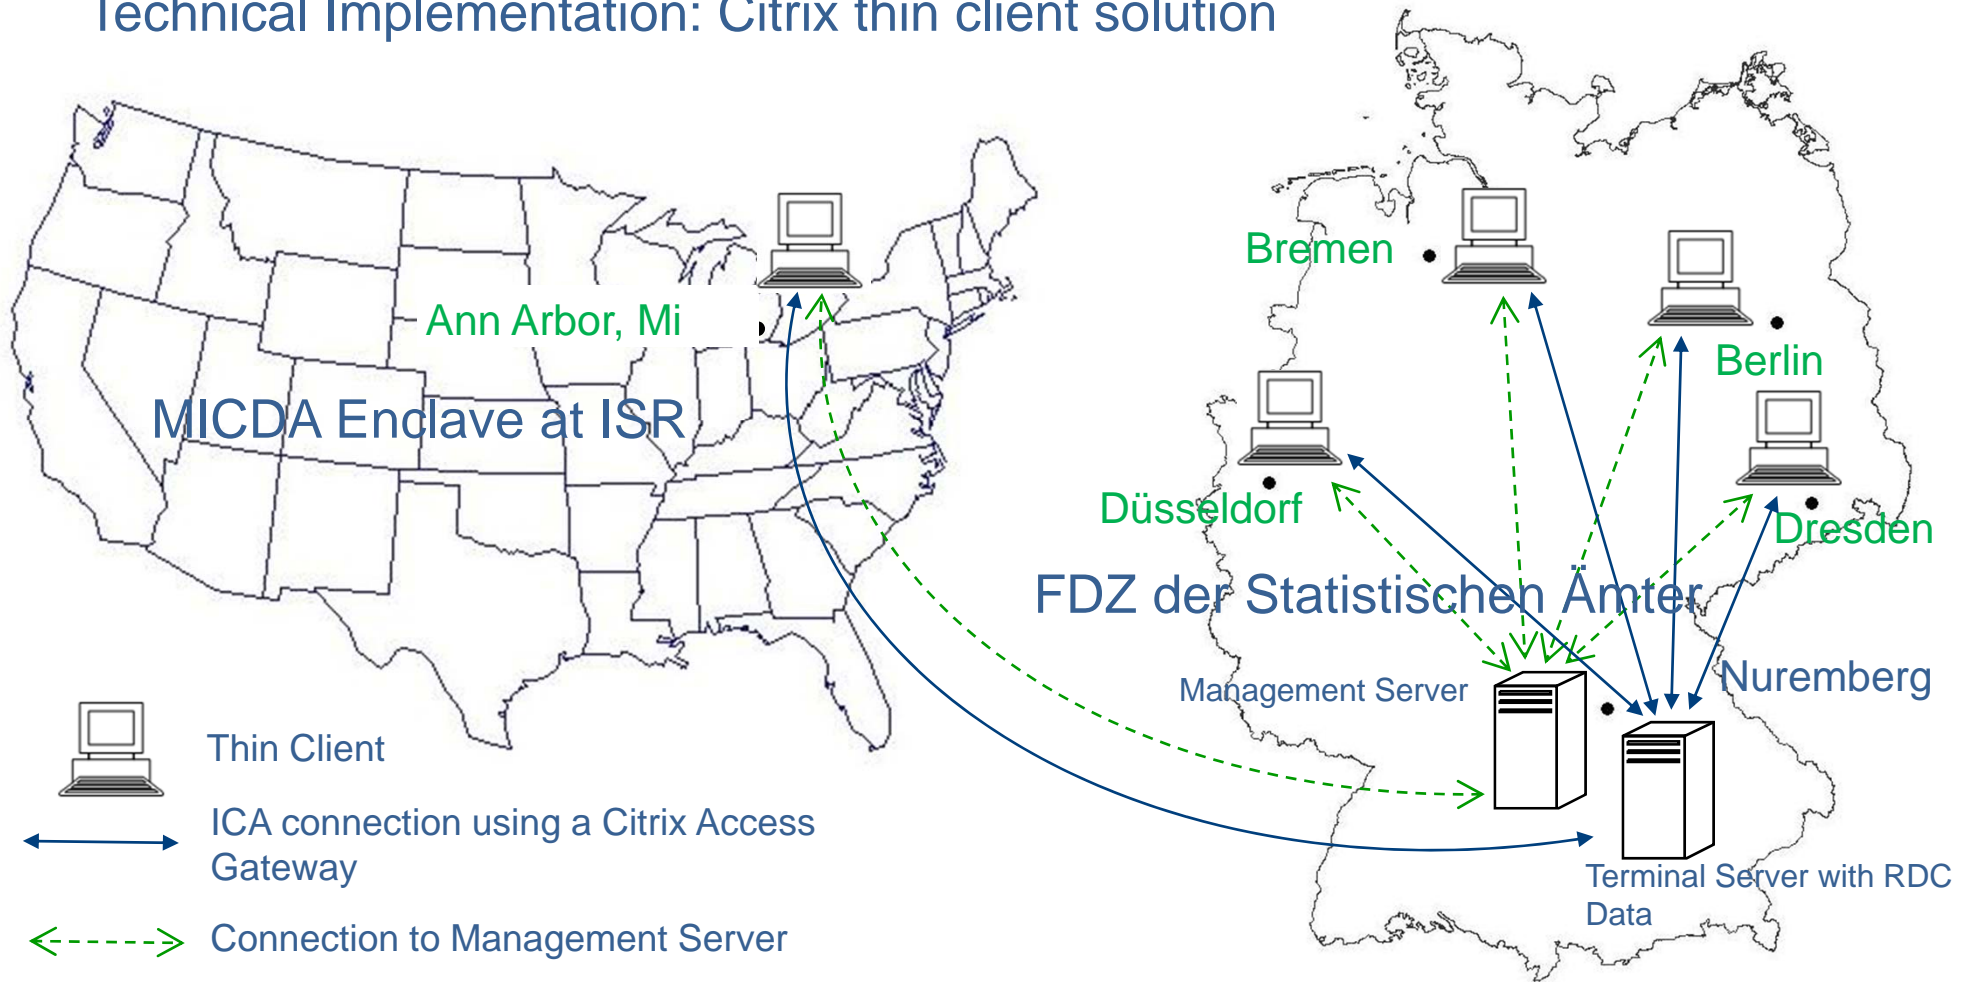 Technical Implementation: Citrix thin client solution
Bremen
Ann Arbor, Mi
Berlin
MICDA Enclave at ISR
Düsseldorf
Dresden
FDZ der Statistischen Ämter
Nuremberg
Management Server
Thin Client
ICA connection using a Citrix Access
Gateway
Terminal Server with RDC
Data
Connection to Management Server